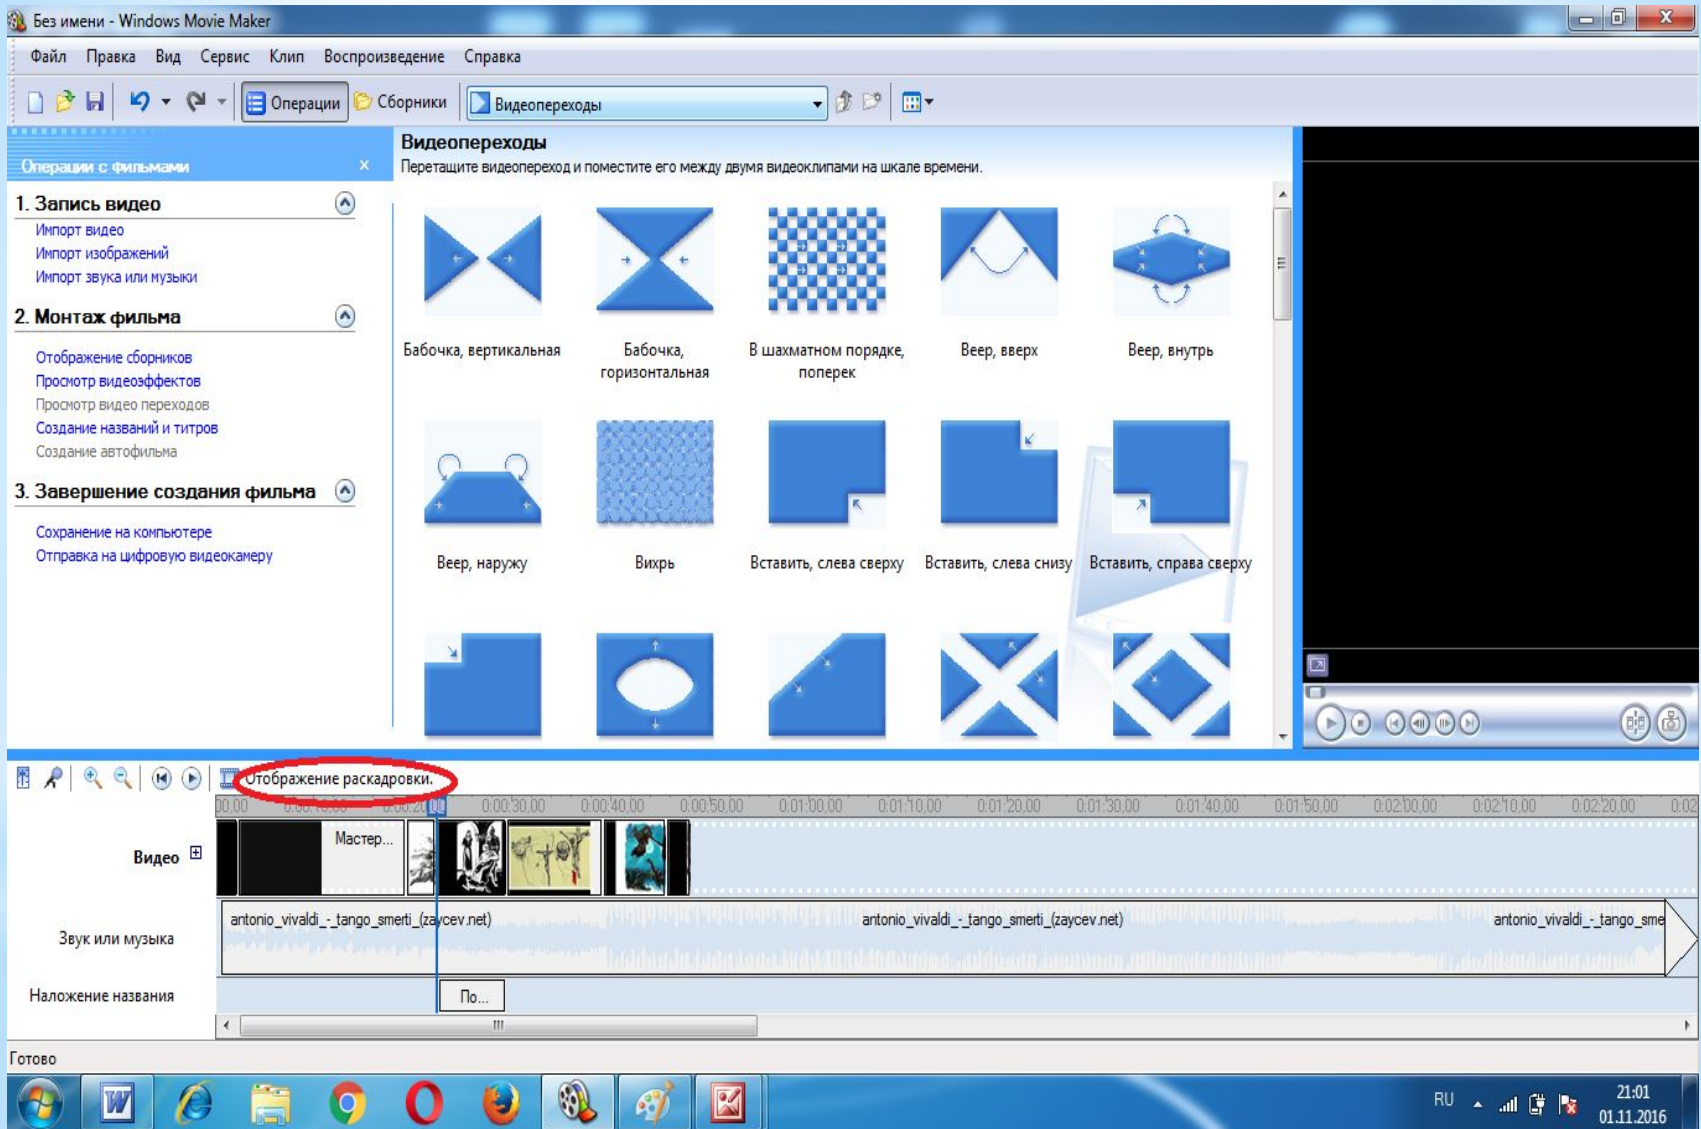 Без имени - Windows Movie Maker
Файл Правка Вид Сервис Клип Воспроизведение Справка
Операции Сборники Видеопереходы
Операции с фильмами
1. Запись видео
Импорт видео
Импорт изображений
Импорт звука или музыки
2. Монтаж фильма
Отображение сборников
Просмотр видеоэффектов
Просмотр видео переходов
Создание названий и титров
Создание автофильма
3. Завершение создания фильма
Сохранение на компьютере
Отправка на цифровую видеокамеру
Видеопереходы
Перетащите видеопереход и поместите его между двумя видеоклипами на шкале времени.
Бабочка, вертикальная
Бабочка,
горизонтальная
В шахматном порядке,
поперек
Веер, вверх
Веер, внутрь
Веер, наружу
Вихрь
Вставить, слева сверху
Вставить, слева снизу
Вставить, справа сверху
Отображение раскадровки.
0:00:30,00 0:00:40,00 0:00:50,00 0:01:00,00 0:01:10,00 0:01:20,00 0:01:30,00 0:01:40,00 0:01:50,00 0:02:00,00 0:02:10,00 0:02:20,00
Видео
Мастер...
Звук или музыка
antonio_vivaldi_-_tango_smerti_(zaycev.net) antonio_vivaldi_-_tango_smerti_(zaycev.net) antonio_vivaldi_-_tango_sme
Наложение названия
По...
Готово
RU
21:01
01.11.2016